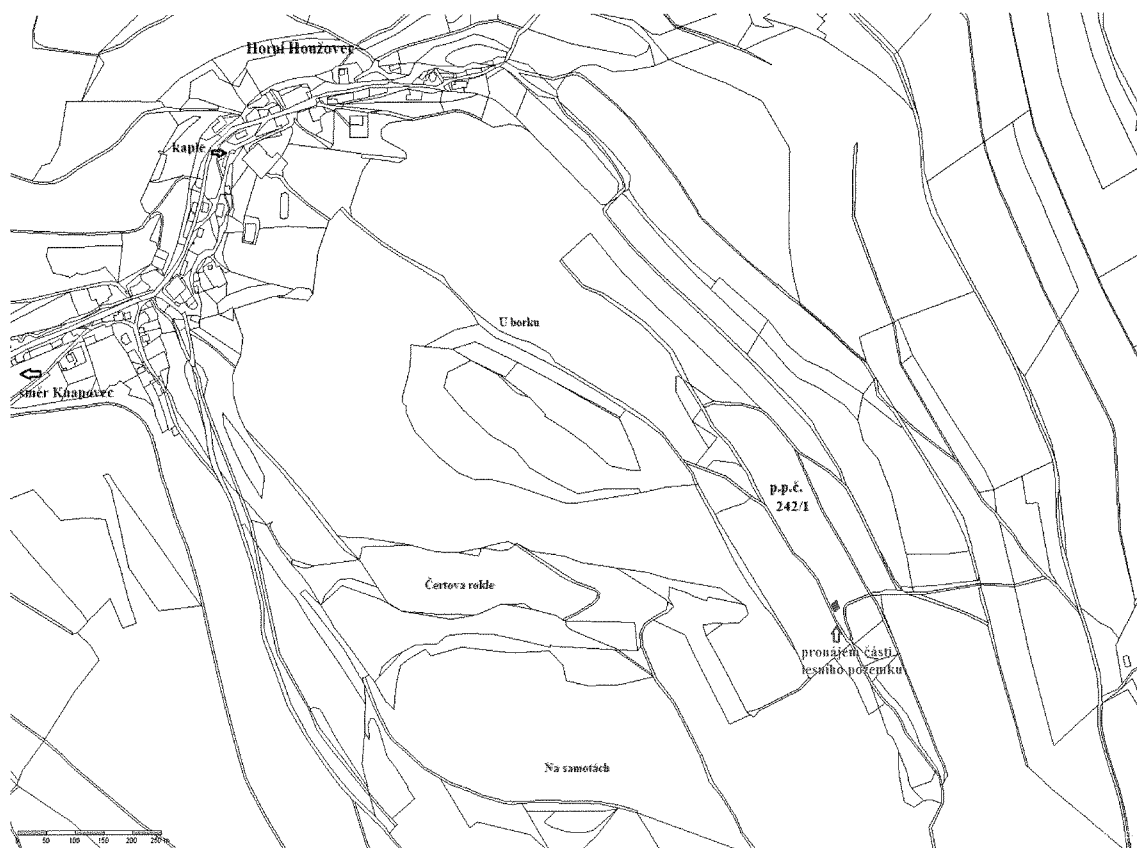 Horní Houžovec
kaple
U borku
směr Knapovec
p.p.č.
242/1
Čertova rokle
pronájem části
lesního pozemku
Na samotách
0 50 100 150 200 250 m